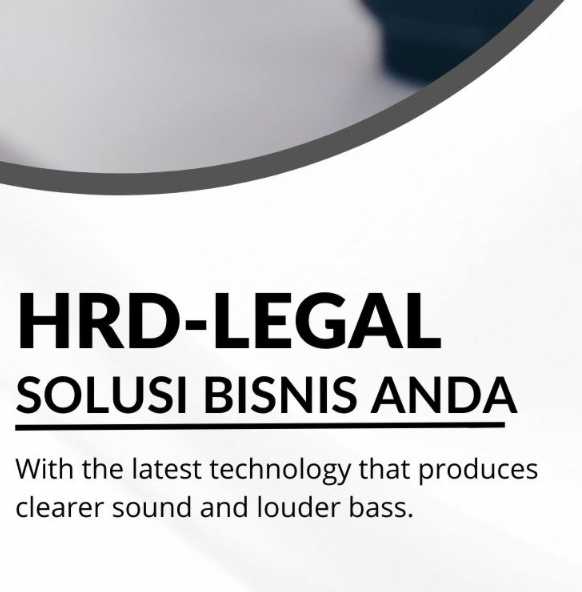 HRD-LEGAL
SOLUSI BISNIS ANDA
With the latest technology that produces
clearer sound and louder bass.